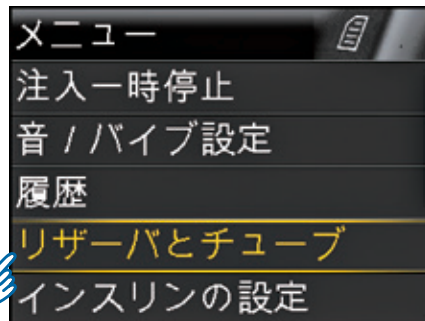 メニュー
注入一時停止
音 / バイブ設定
履歴
リザーバとチューブ
インスリンの設定